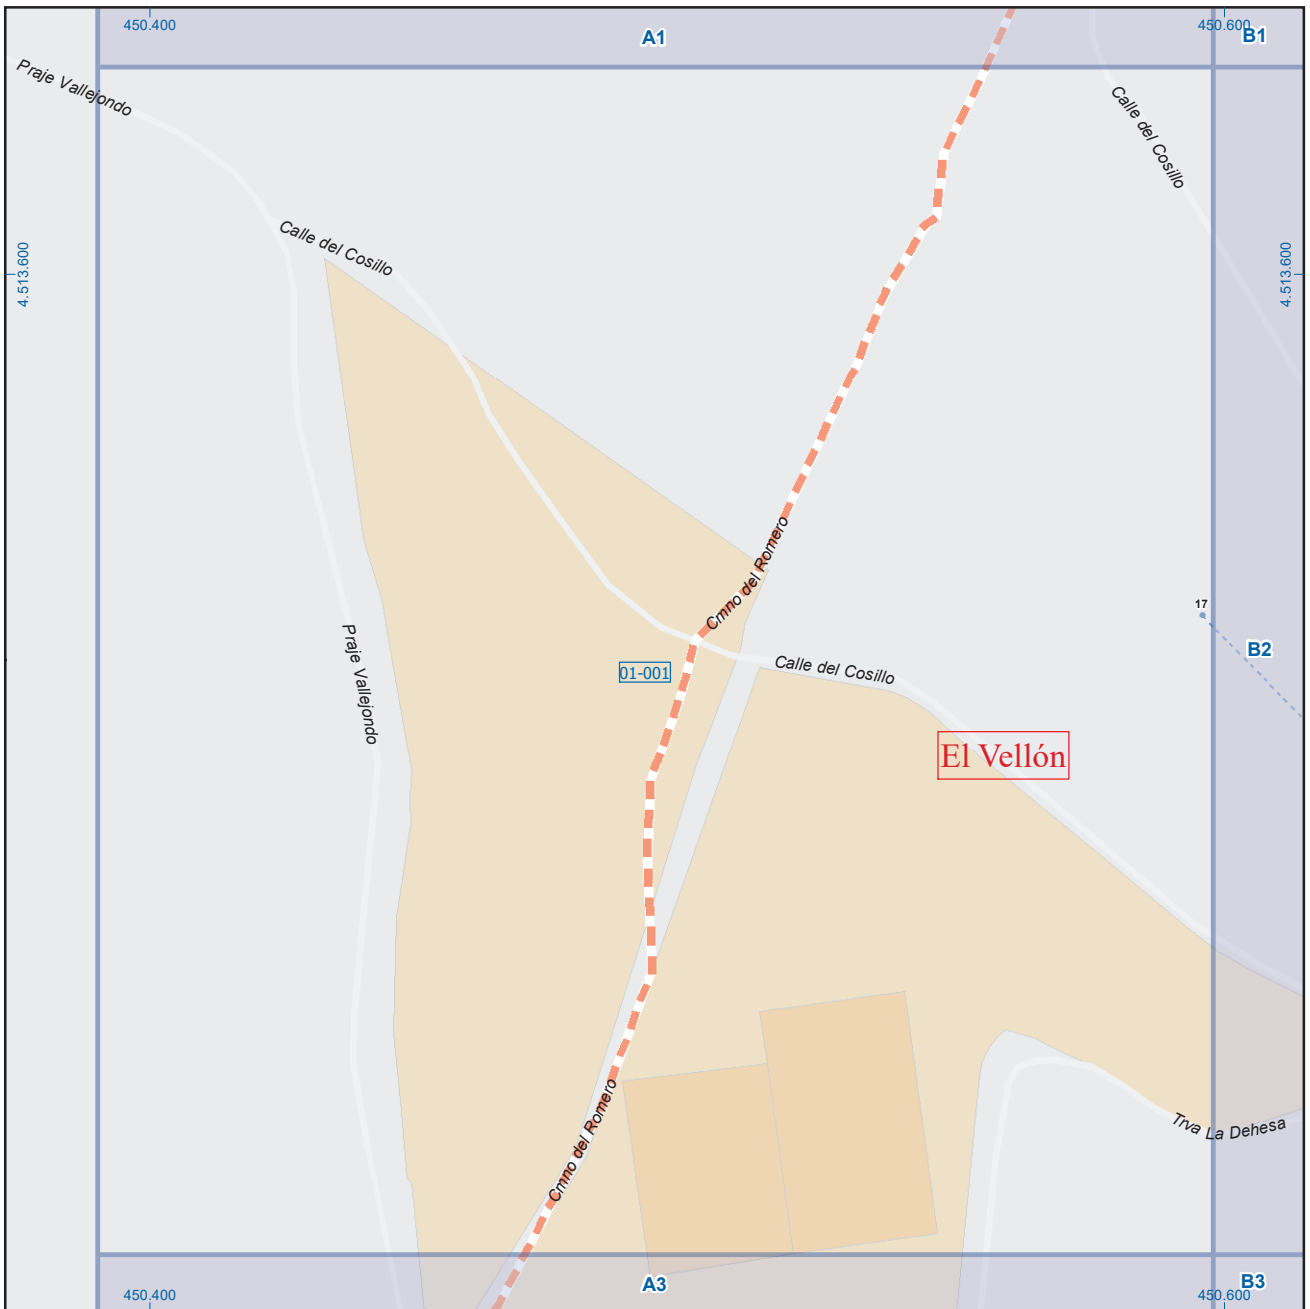 450.400
A1
450.600
B1
Praje Vallejondo
Calle del Cosillo
Calle del Cosillo
4.513.600
4.513.600
Cmno del Romero
17
Praje Vallejondo
B2
01-001
Calle del Cosillo
El Vellón
Cmno del Romero
Trva La Dehesa
A3
B3
450.400
450.600